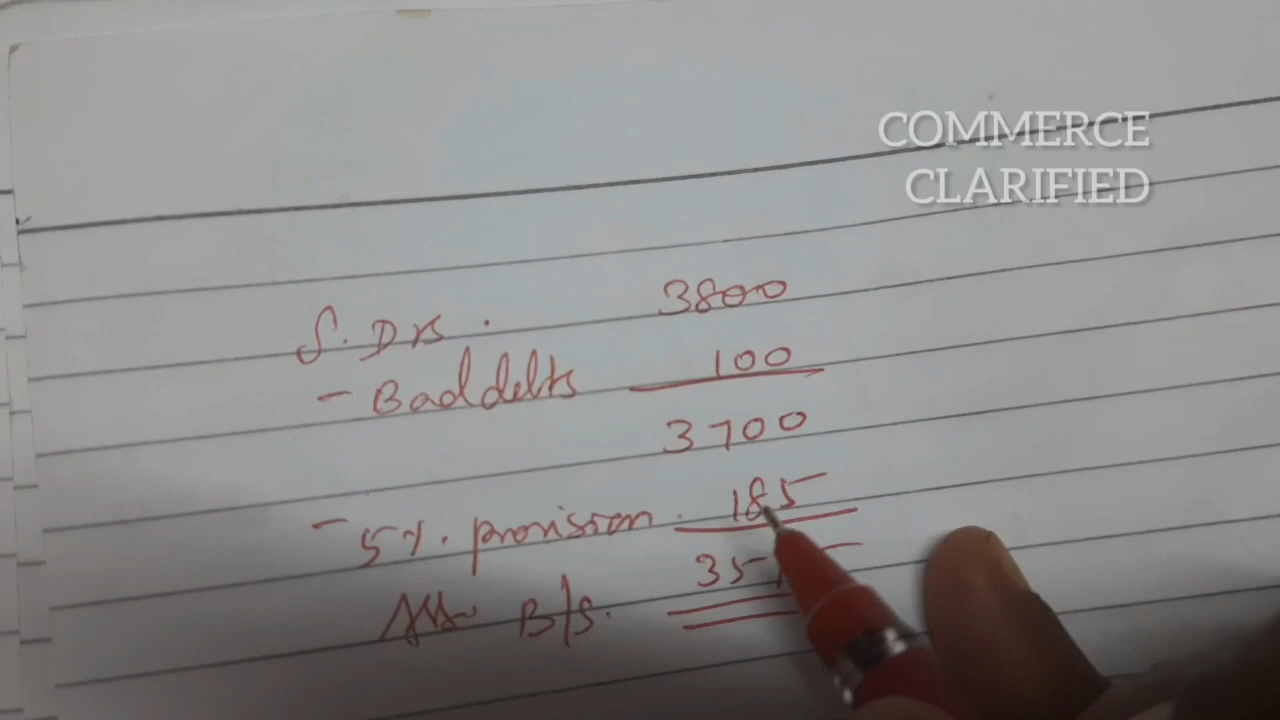 COMMERCE
CLARIFIED
S. Drs. 3800
- Bad debts 100
3700
- 5%. provision. 185
B/S.